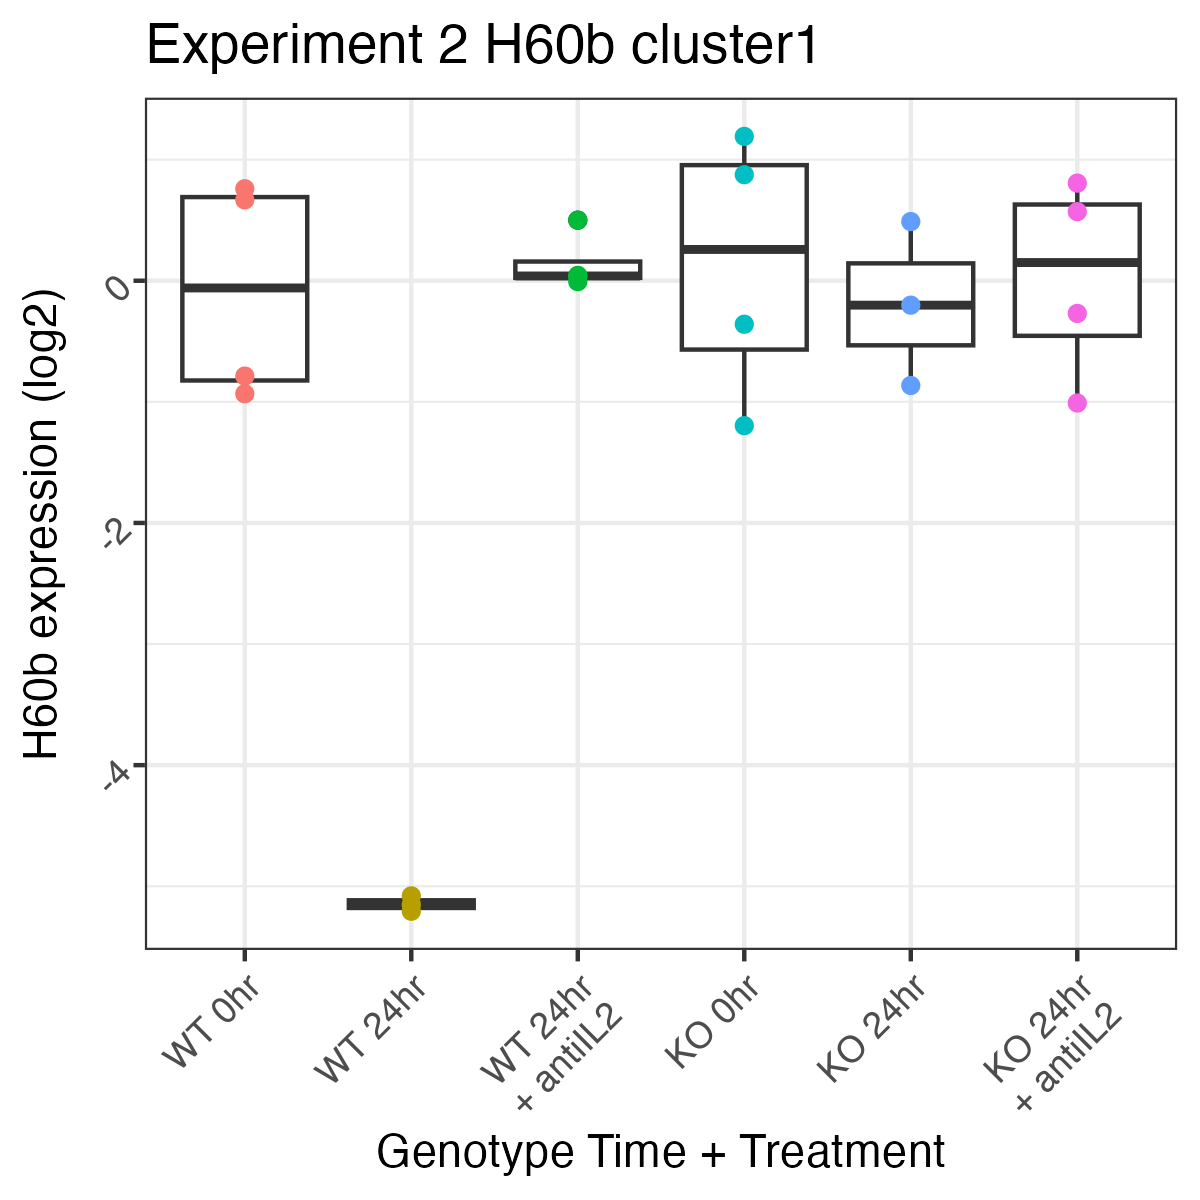 Experiment 2 H60b cluster1
H60b expression (log2)
0
-2
-4
WT 0hr
WT 24hr
WT 24hr
+ antiIL2
KO 0hr
KO 24hr
KO 24hr
+ antiIL2
Genotype Time + Treatment